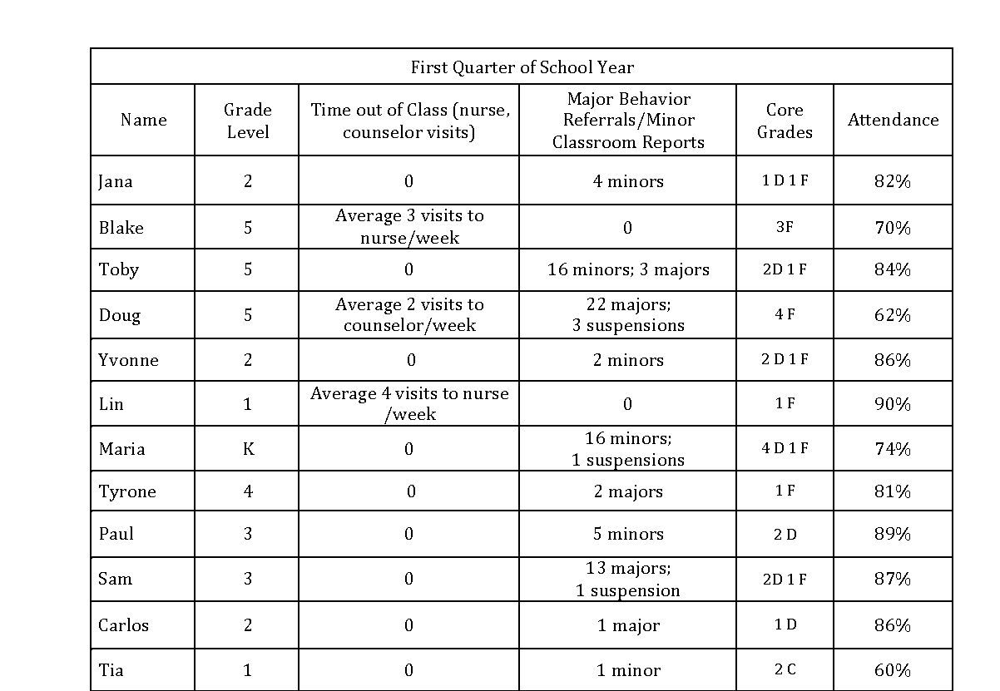 First Quarter of School Year
Name
Grade
Level
Time out of Class (nurse,
counselor visits)
Major Behavior
Referrals/Minor
Classroom Reports
Core
Grades
Attendance
Jana
2
0
4 minors
1 D 1 F
82%
Blake
5
Average 3 visits to
nurse/week
0
3F
70%
Toby
5
0
16 minors; 3 majors
2D 1 F
84%
Doug
5
Average 2 visits to
counselor/week
22 majors;
3 suspensions
4 F
62%
Yvonne
2
0
2 minors
2 D 1 F
86%
Lin
1
Average 4 visits to nurse
/week
0
1 F
90%
Maria
K
0
16 minors;
1 suspensions
4 D 1 F
74%
Tyrone
4
0
2 majors
1 F
81%
Paul
3
0
5 minors
2 D
89%
Sam
3
0
13 majors;
1 suspension
2D 1 F
87%
Carlos
2
0
1 major
1 D
86%
Tia
1
0
1 minor
2 C
60%